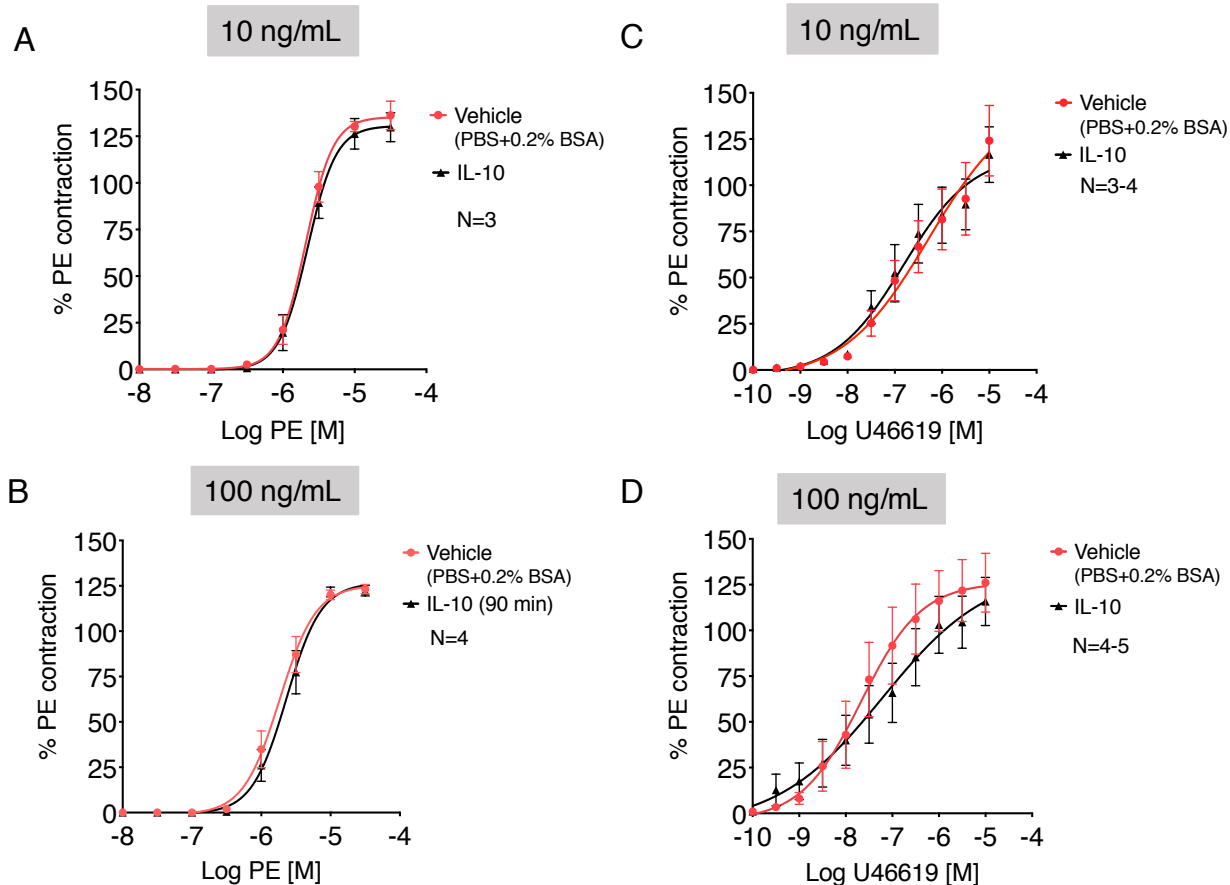 A
10 ng/mL
% PE contraction
150
125
100
75
50
25
0
-8
-7
-6
-5
-4
Log PE [M]
Vehicle
(PBS+0.2% BSA)
IL-10
N=3
C
10 ng/mL
% PE contraction
150
125
100
75
50
25
0
-10
-9
-8
-7
-6
-5
-4
Log U46619 [M]
Vehicle
(PBS+0.2% BSA)
IL-10
N=3-4
B
100 ng/mL
% PE contraction
150
125
100
75
50
25
0
-8
-7
-6
-5
-4
Log PE [M]
Vehicle
(PBS+0.2% BSA)
IL-10 (90 min)
N=4
D
100 ng/mL
% PE contraction
150
125
100
75
50
25
0
-10
-9
-8
-7
-6
-5
-4
Log U46619 [M]
Vehicle
(PBS+0.2% BSA)
IL-10
N=4-5